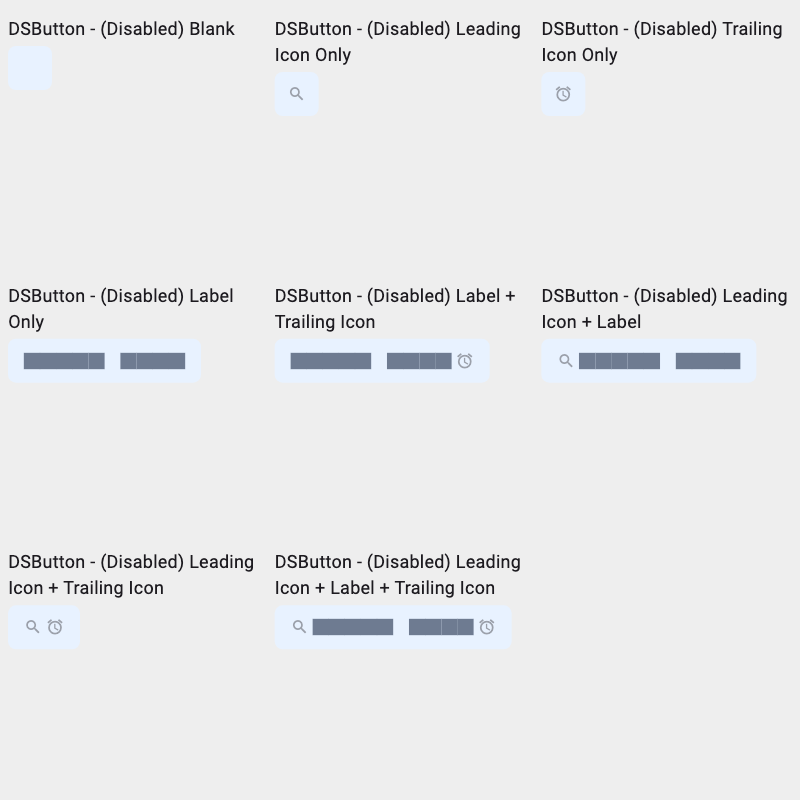 DSButton - (Disabled) Blank
DSButton - (Disabled) Leading
Icon Only
DSButton - (Disabled) Trailing
Icon Only
DSButton - (Disabled) Label
Only
DSButton - (Disabled) Label +
Trailing Icon
DSButton - (Disabled) Leading
Icon + Label
DSButton - (Disabled) Leading
Icon + Trailing Icon
DSButton - (Disabled) Leading
Icon + Label + Trailing Icon